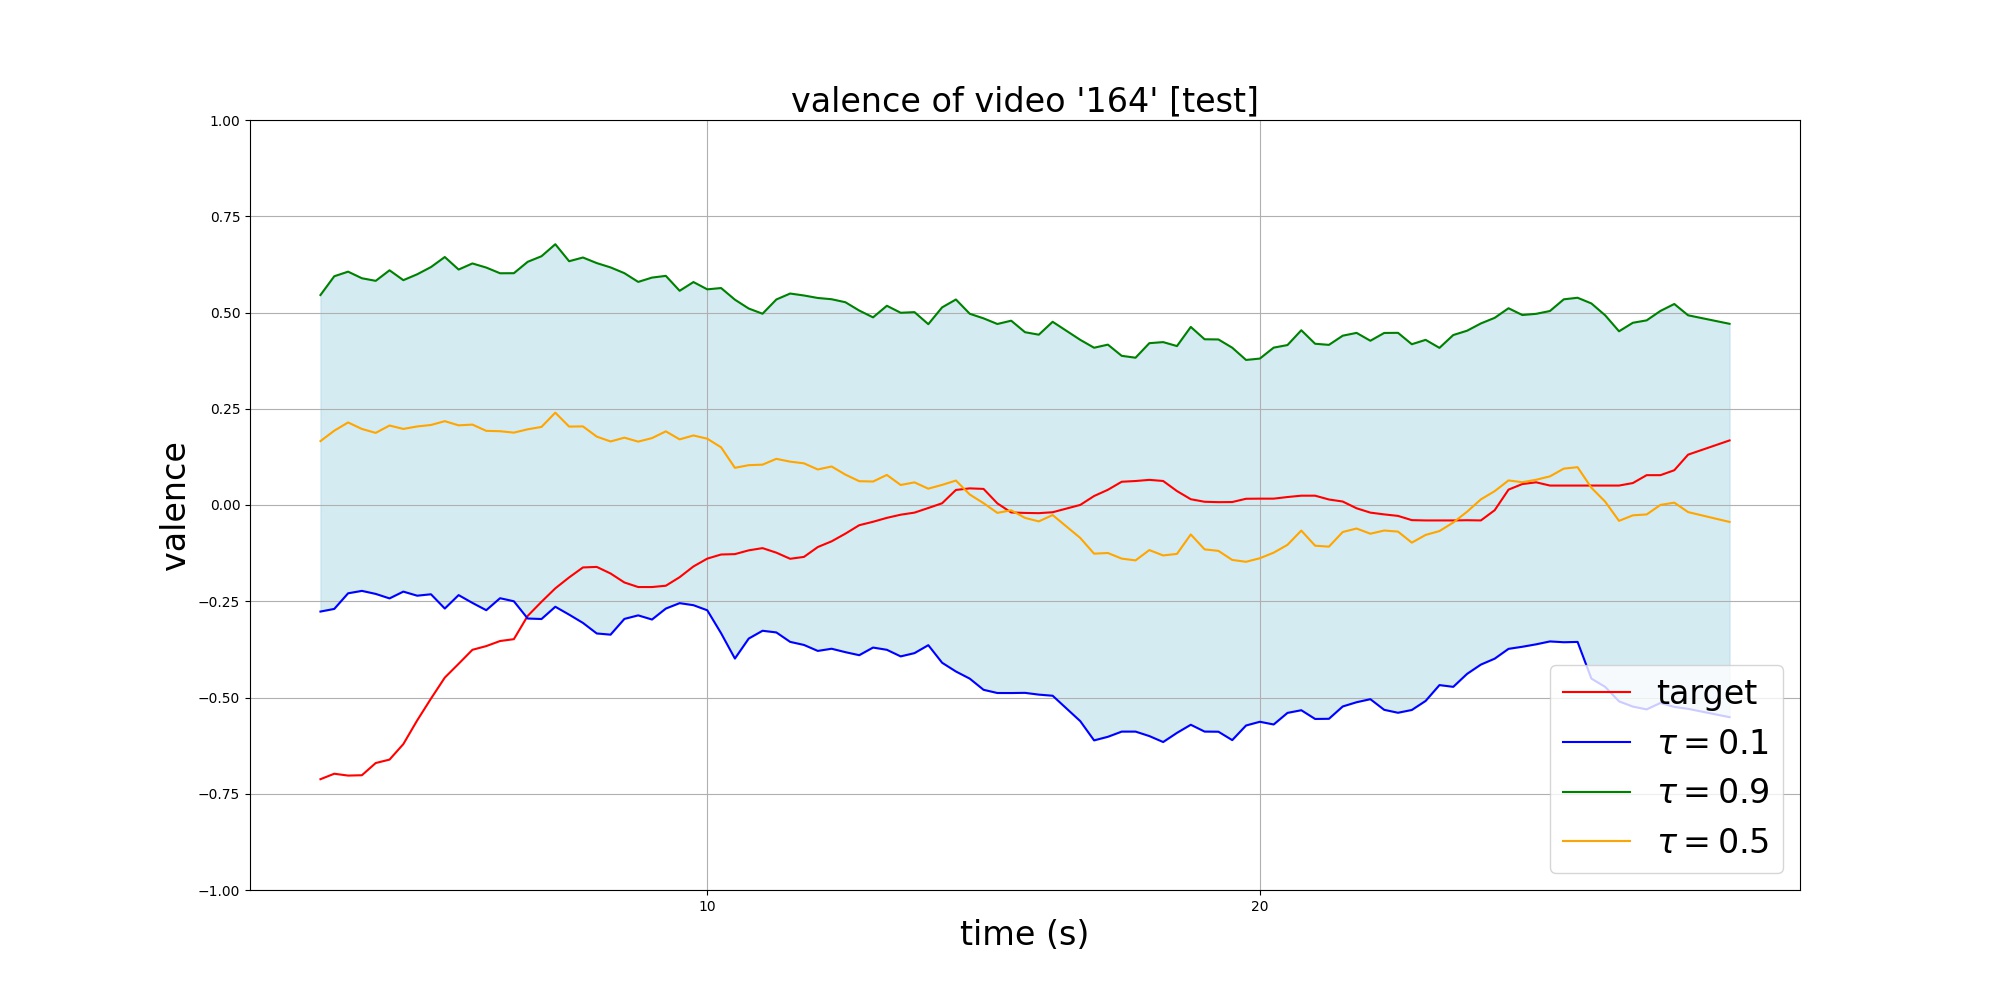 valence of video '164' [test]
1.00
0.75
0.50
0.25
0.00
−0.25
−0.50
−0.75
−1.00
valence
10
20
time (s)
target
τ = 0.1
τ = 0.9
τ = 0.5